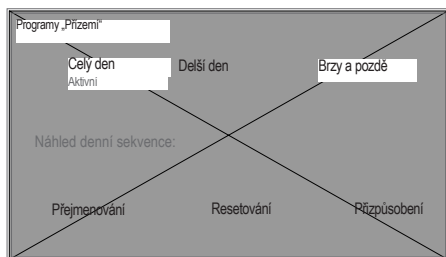 Programy „Přízemí“
Celý den Delší den Brzy a pozdě
Aktivní
Náhled denní sekvence:
Přejmenování Resetování Přizpůsobení